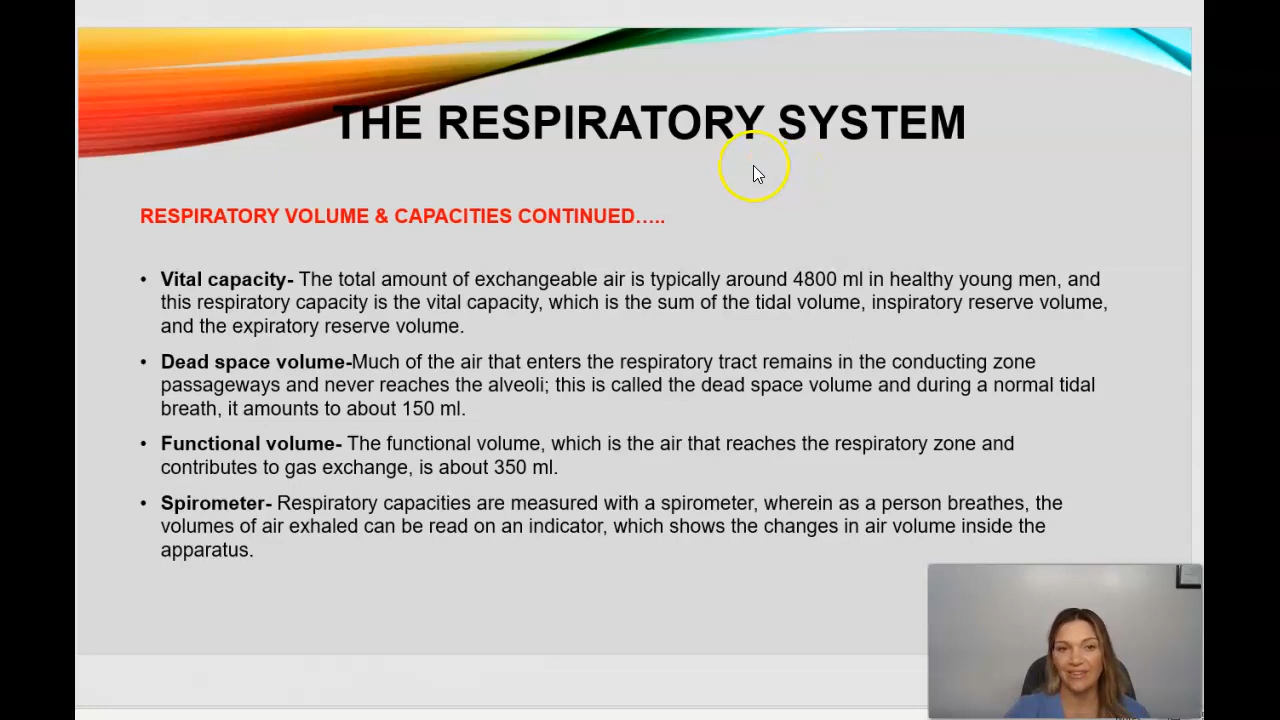 THE RESPIRATORY SYSTEM
RESPIRATORY VOLUME & CAPACITIES CONTINUED…..
• Vital capacity- The total amount of exchangeable air is typically around 4800 ml in healthy young men, and
this respiratory capacity is the vital capacity, which is the sum of the tidal volume, inspiratory reserve volume,
and the expiratory reserve volume.
• Dead space volume-Much of the air that enters the respiratory tract remains in the conducting zone
passageways and never reaches the alveoli; this is called the dead space volume and during a normal tidal
breath, it amounts to about 150 ml.
• Functional volume- The functional volume, which is the air that reaches the respiratory zone and
contributes to gas exchange, is about 350 ml.
• Spirometer- Respiratory capacities are measured with a spirometer, wherein as a person breathes, the
volumes of air exhaled can be read on an indicator, which shows the changes in air volume inside the
apparatus.